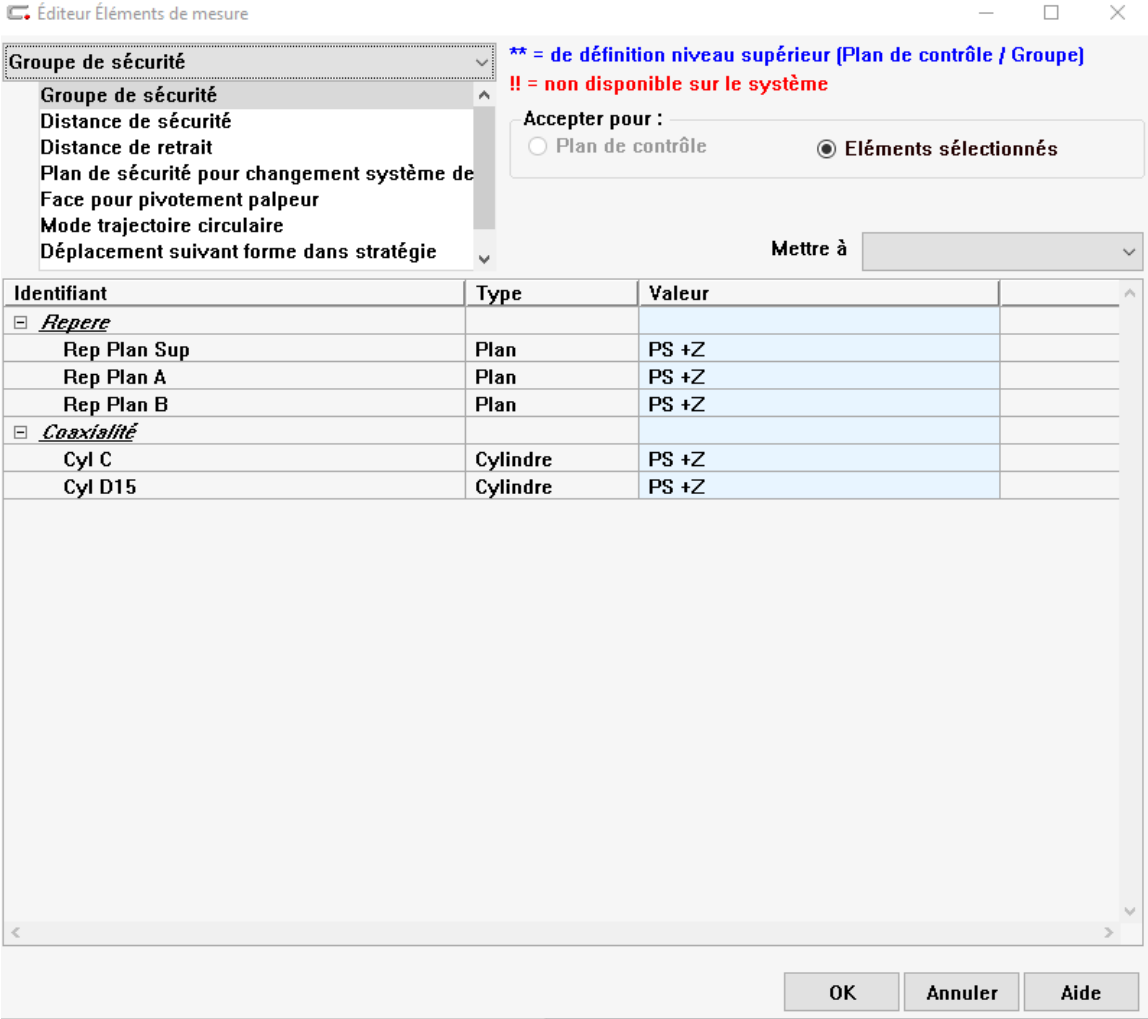 Éditeur Éléments de mesure
Groupe de sécurité
** = de définition niveau supérieur (Plan de contrôle / Groupe)
!! = non disponible sur le système
Groupe de sécurité
Distance de sécurité
Distance de retrait
Plan de sécurité pour changement système de
Face pour pivotement palpeur
Mode trajectoire circulaire
Déplacement suivant forme dans stratégie
Accepter pour :
Plan de contrôle
Eléments sélectionnés
Mettre à
Identifiant Type Valeur
Repere
Rep Plan Sup Plan PS +Z
Rep Plan A Plan PS +Z
Rep Plan B Plan PS +Z
Coaxialité
Cyl C Cylindre PS +Z
Cyl D15 Cylindre PS +Z
OK Annuler Aide